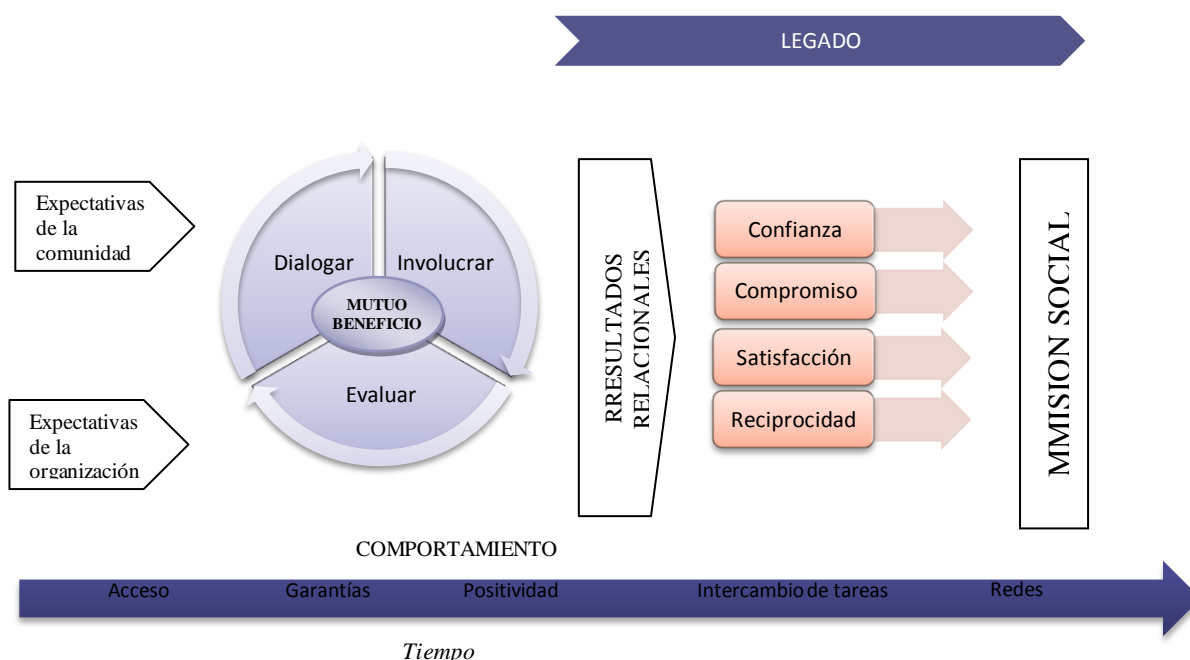 LEGADO
Expectativas
de la
comunidad
Expectativas
de la
organización
Dialogar
Involucrar
MUTUO
BENEFICIO
Evaluar
RRESULTADOS
RELACIONALES
Confianza
Compromiso
Satisfacción
Reciprocidad
MMISION SOCIAL
COMPORTAMIENTO
Acceso
Garantías
Positividad
Intercambio de tareas
Redes
Tiempo